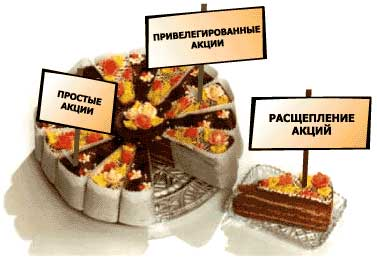 ПРИВЕЛЕГИРОВАННЫЕ
АКЦИИ
ПРОСТЫЕ
АКЦИИ
РАСЩЕПЛЕНИЕ
АКЦИЙ